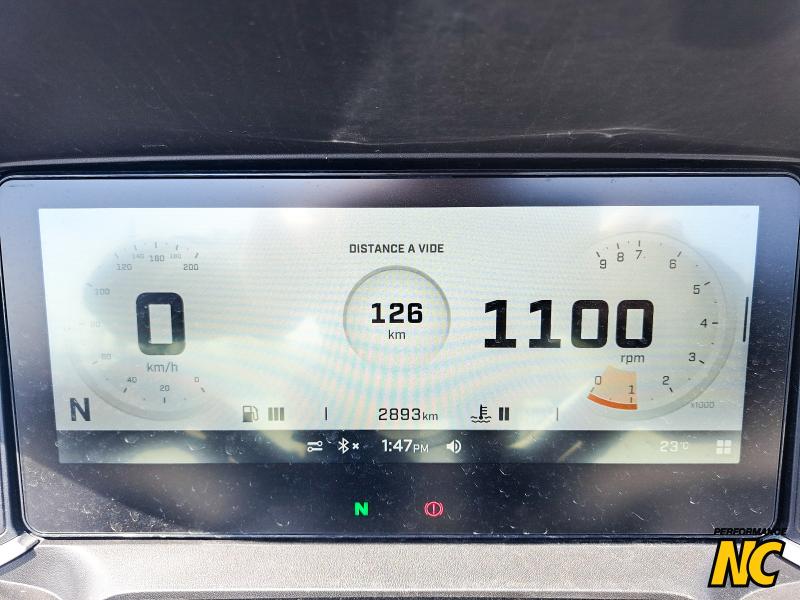 DISTANCE A VIDE
120 140 160 180 200
9 8 7 6
100
5
126
km
0
km/h
1100
rpm
4
3
40 20 0
0 1 2
x1000
N
2893km
1:47PM
23°C
N
PERFORMANCE
NC